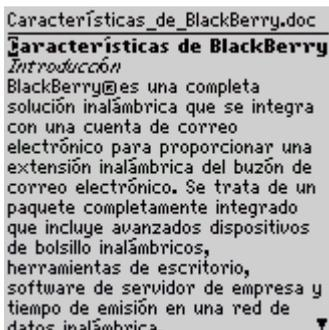 Características_de_BlackBerry.doc
Características de BlackBerry
Introducción
BlackBerry®es una completa
solución inalámbrica que se integra
con una cuenta de correo
electrónico para proporcionar una
extensión inalámbrica del buzón de
correo electrónico. Se trata de un
paquete completamente integrado
que incluye avanzados dispositivos
de bolsillo inalámbricos,
herramientas de escritorio,
software de servidor de empresa y
tiempo de emisión en una red de
datos inalámbrica